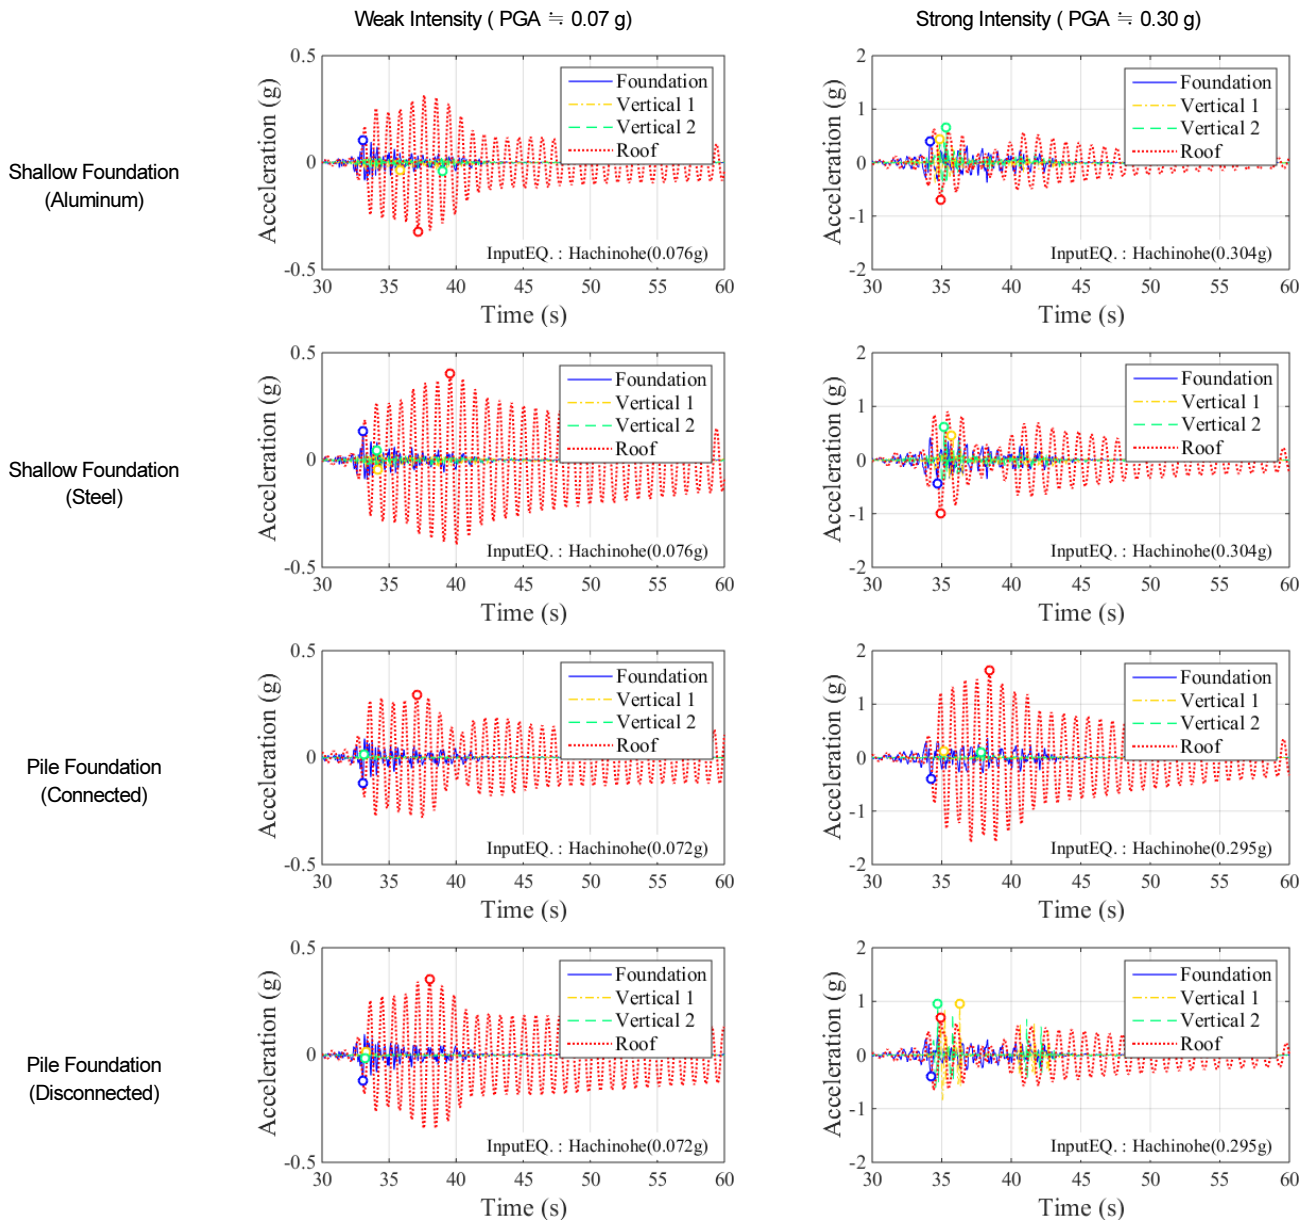 Weak Intensity ( PGA ≒ 0.07 g)
Strong Intensity ( PGA ≒ 0.30 g)
Shallow Foundation
(Aluminum)
Acceleration (g)
0.5
0
-0.5
Foundation
Vertical 1
Vertical 2
Roof
InputEQ. : Hachinohe(0.076g)
30 35 40 45 50 55 60
Time (s)
Acceleration (g)
2
1
0
-1
-2
Foundation
Vertical 1
Vertical 2
Roof
InputEQ. : Hachinohe(0.304g)
30 35 40 45 50 55 60
Time (s)
Shallow Foundation
(Steel)
Acceleration (g)
0.5
0
-0.5
Foundation
Vertical 1
Vertical 2
Roof
InputEQ. : Hachinohe(0.076g)
30 35 40 45 50 55 60
Time (s)
Acceleration (g)
2
1
0
-1
-2
Foundation
Vertical 1
Vertical 2
Roof
InputEQ. : Hachinohe(0.304g)
30 35 40 45 50 55 60
Time (s)
Pile Foundation
(Connected)
Acceleration (g)
0.5
0
-0.5
Foundation
Vertical 1
Vertical 2
Roof
InputEQ. : Hachinohe(0.072g)
30 35 40 45 50 55 60
Time (s)
Acceleration (g)
2
1
0
-1
-2
Foundation
Vertical 1
Vertical 2
Roof
InputEQ. : Hachinohe(0.295g)
30 35 40 45 50 55 60
Time (s)
Pile Foundation
(Disconnected)
Acceleration (g)
0.5
0
-0.5
Foundation
Vertical 1
Vertical 2
Roof
InputEQ. : Hachinohe(0.072g)
30 35 40 45 50 55 60
Time (s)
Acceleration (g)
2
1
0
-1
-2
Foundation
Vertical 1
Vertical 2
Roof
InputEQ. : Hachinohe(0.295g)
30 35 40 45 50 55 60
Time (s)